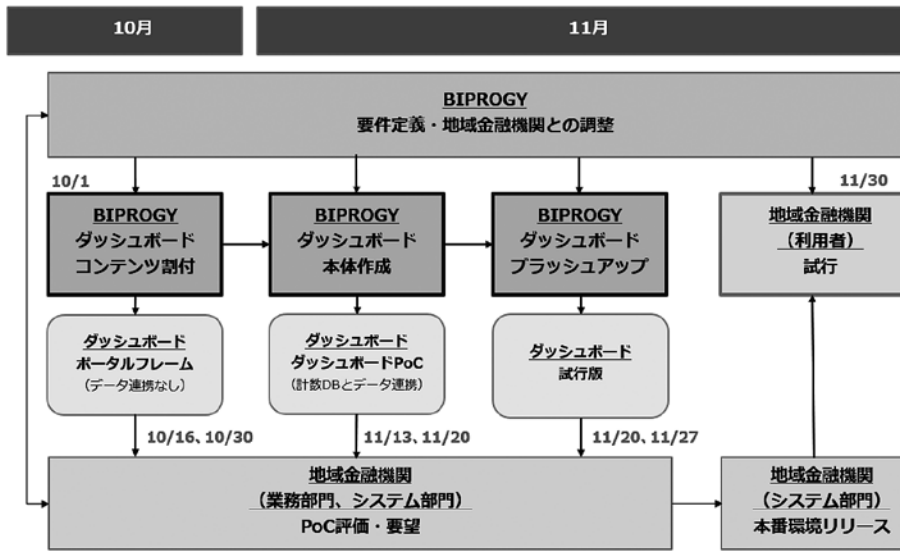 10月
11月
BIPROGY
要件定義・地域金融機関との調整
10/1
11/30
BIPROGY
ダッシュボード
コンテンツ割付
BIPROGY
ダッシュボード
本体作成
BIPROGY
ダッシュボード
ブラッシュアップ
地域金融機関
（利用者）
試行
ダッシュボード
ポータルフレーム
（データ連携なし）
ダッシュボード
ダッシュボードPoC
（計数DBとデータ連携）
ダッシュボード
試行版
10/16、10/30
11/13、11/20
11/20、11/27
地域金融機関
（業務部門、システム部門）
PoC評価・要望
地域金融機関
（システム部門）
本番環境リリース